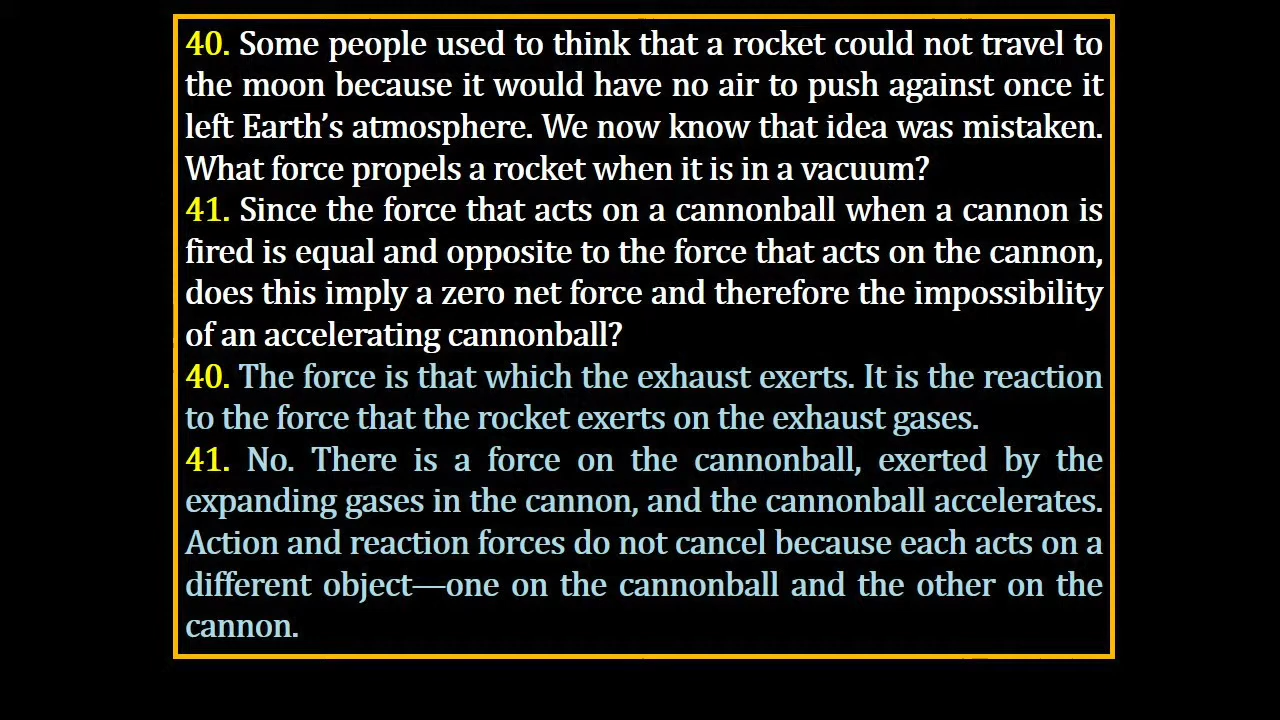 40. Some people used to think that a rocket could not travel to
the moon because it would have no air to push against once it
left Earth’s atmosphere. We now know that idea was mistaken.
What force propels a rocket when it is in a vacuum?
41. Since the force that acts on a cannonball when a cannon is
fired is equal and opposite to the force that acts on the cannon,
does this imply a zero net force and therefore the impossibility
of an accelerating cannonball?
40. The force is that which the exhaust exerts. It is the reaction
to the force that the rocket exerts on the exhaust gases.
41. No. There is a force on the cannonball, exerted by the
expanding gases in the cannon, and the cannonball accelerates.
Action and reaction forces do not cancel because each acts on a
different object—one on the cannonball and the other on the
cannon.